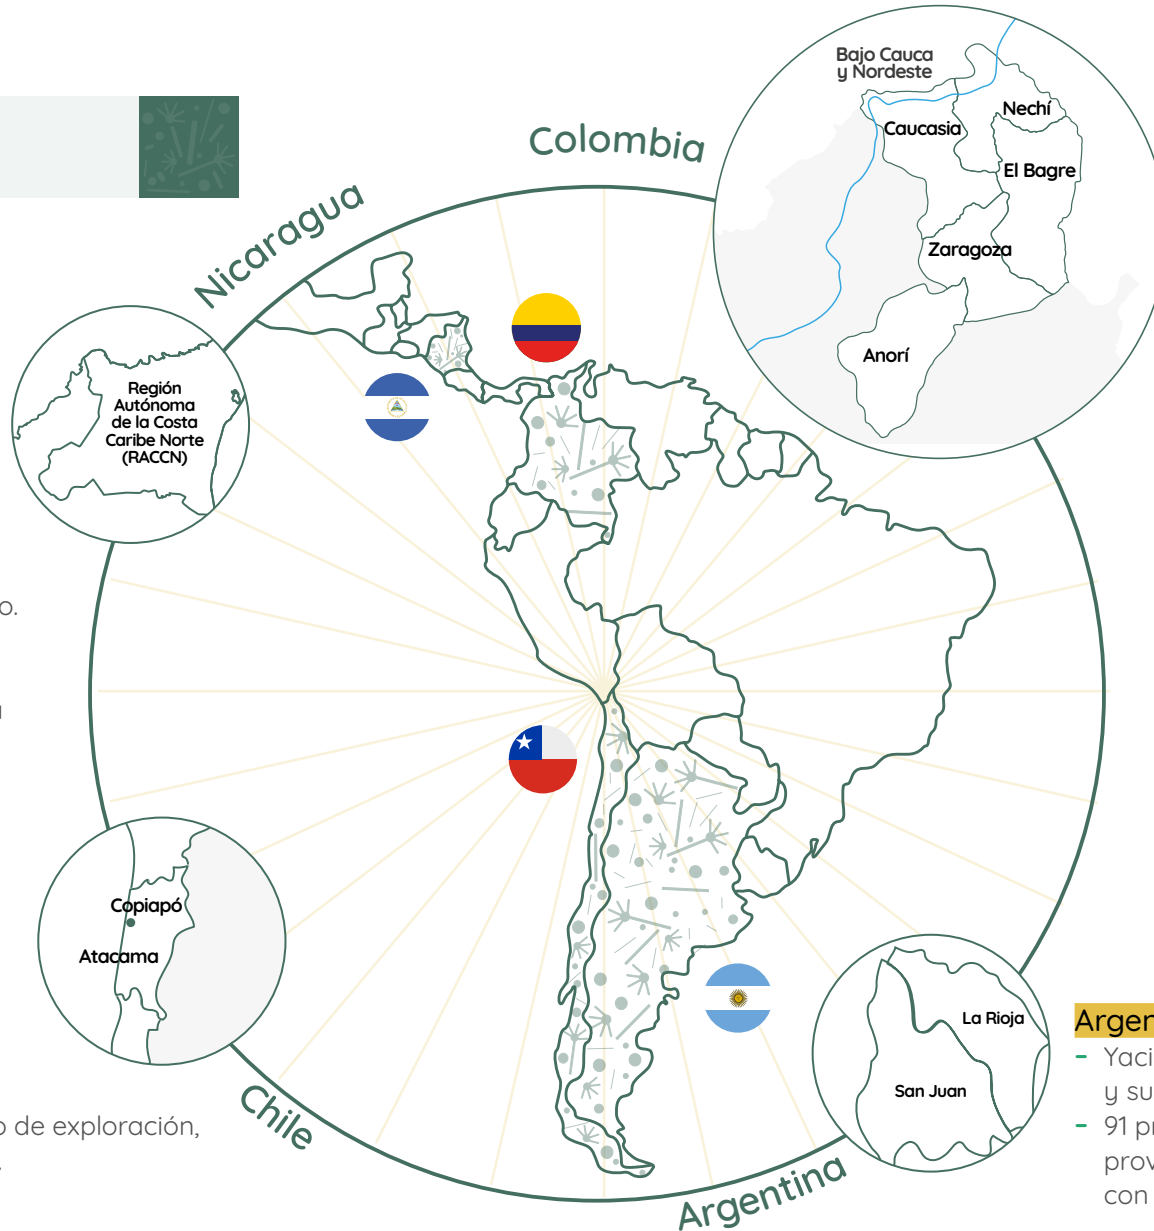 Colombia
Nicaragua
Bajo Cauca
y Nordeste
Nechí
Caucasia
El Bagre
Zaragoza
Anorí
Región
Autónoma
de la Costa
Caribe Norte
(RACCN)
o.
Copiapó
Atacama
La Rioja
San Juan
Chile
Argentina
o de exploración,
Argen
- Yaci
y su
- 91 pr
prov
con